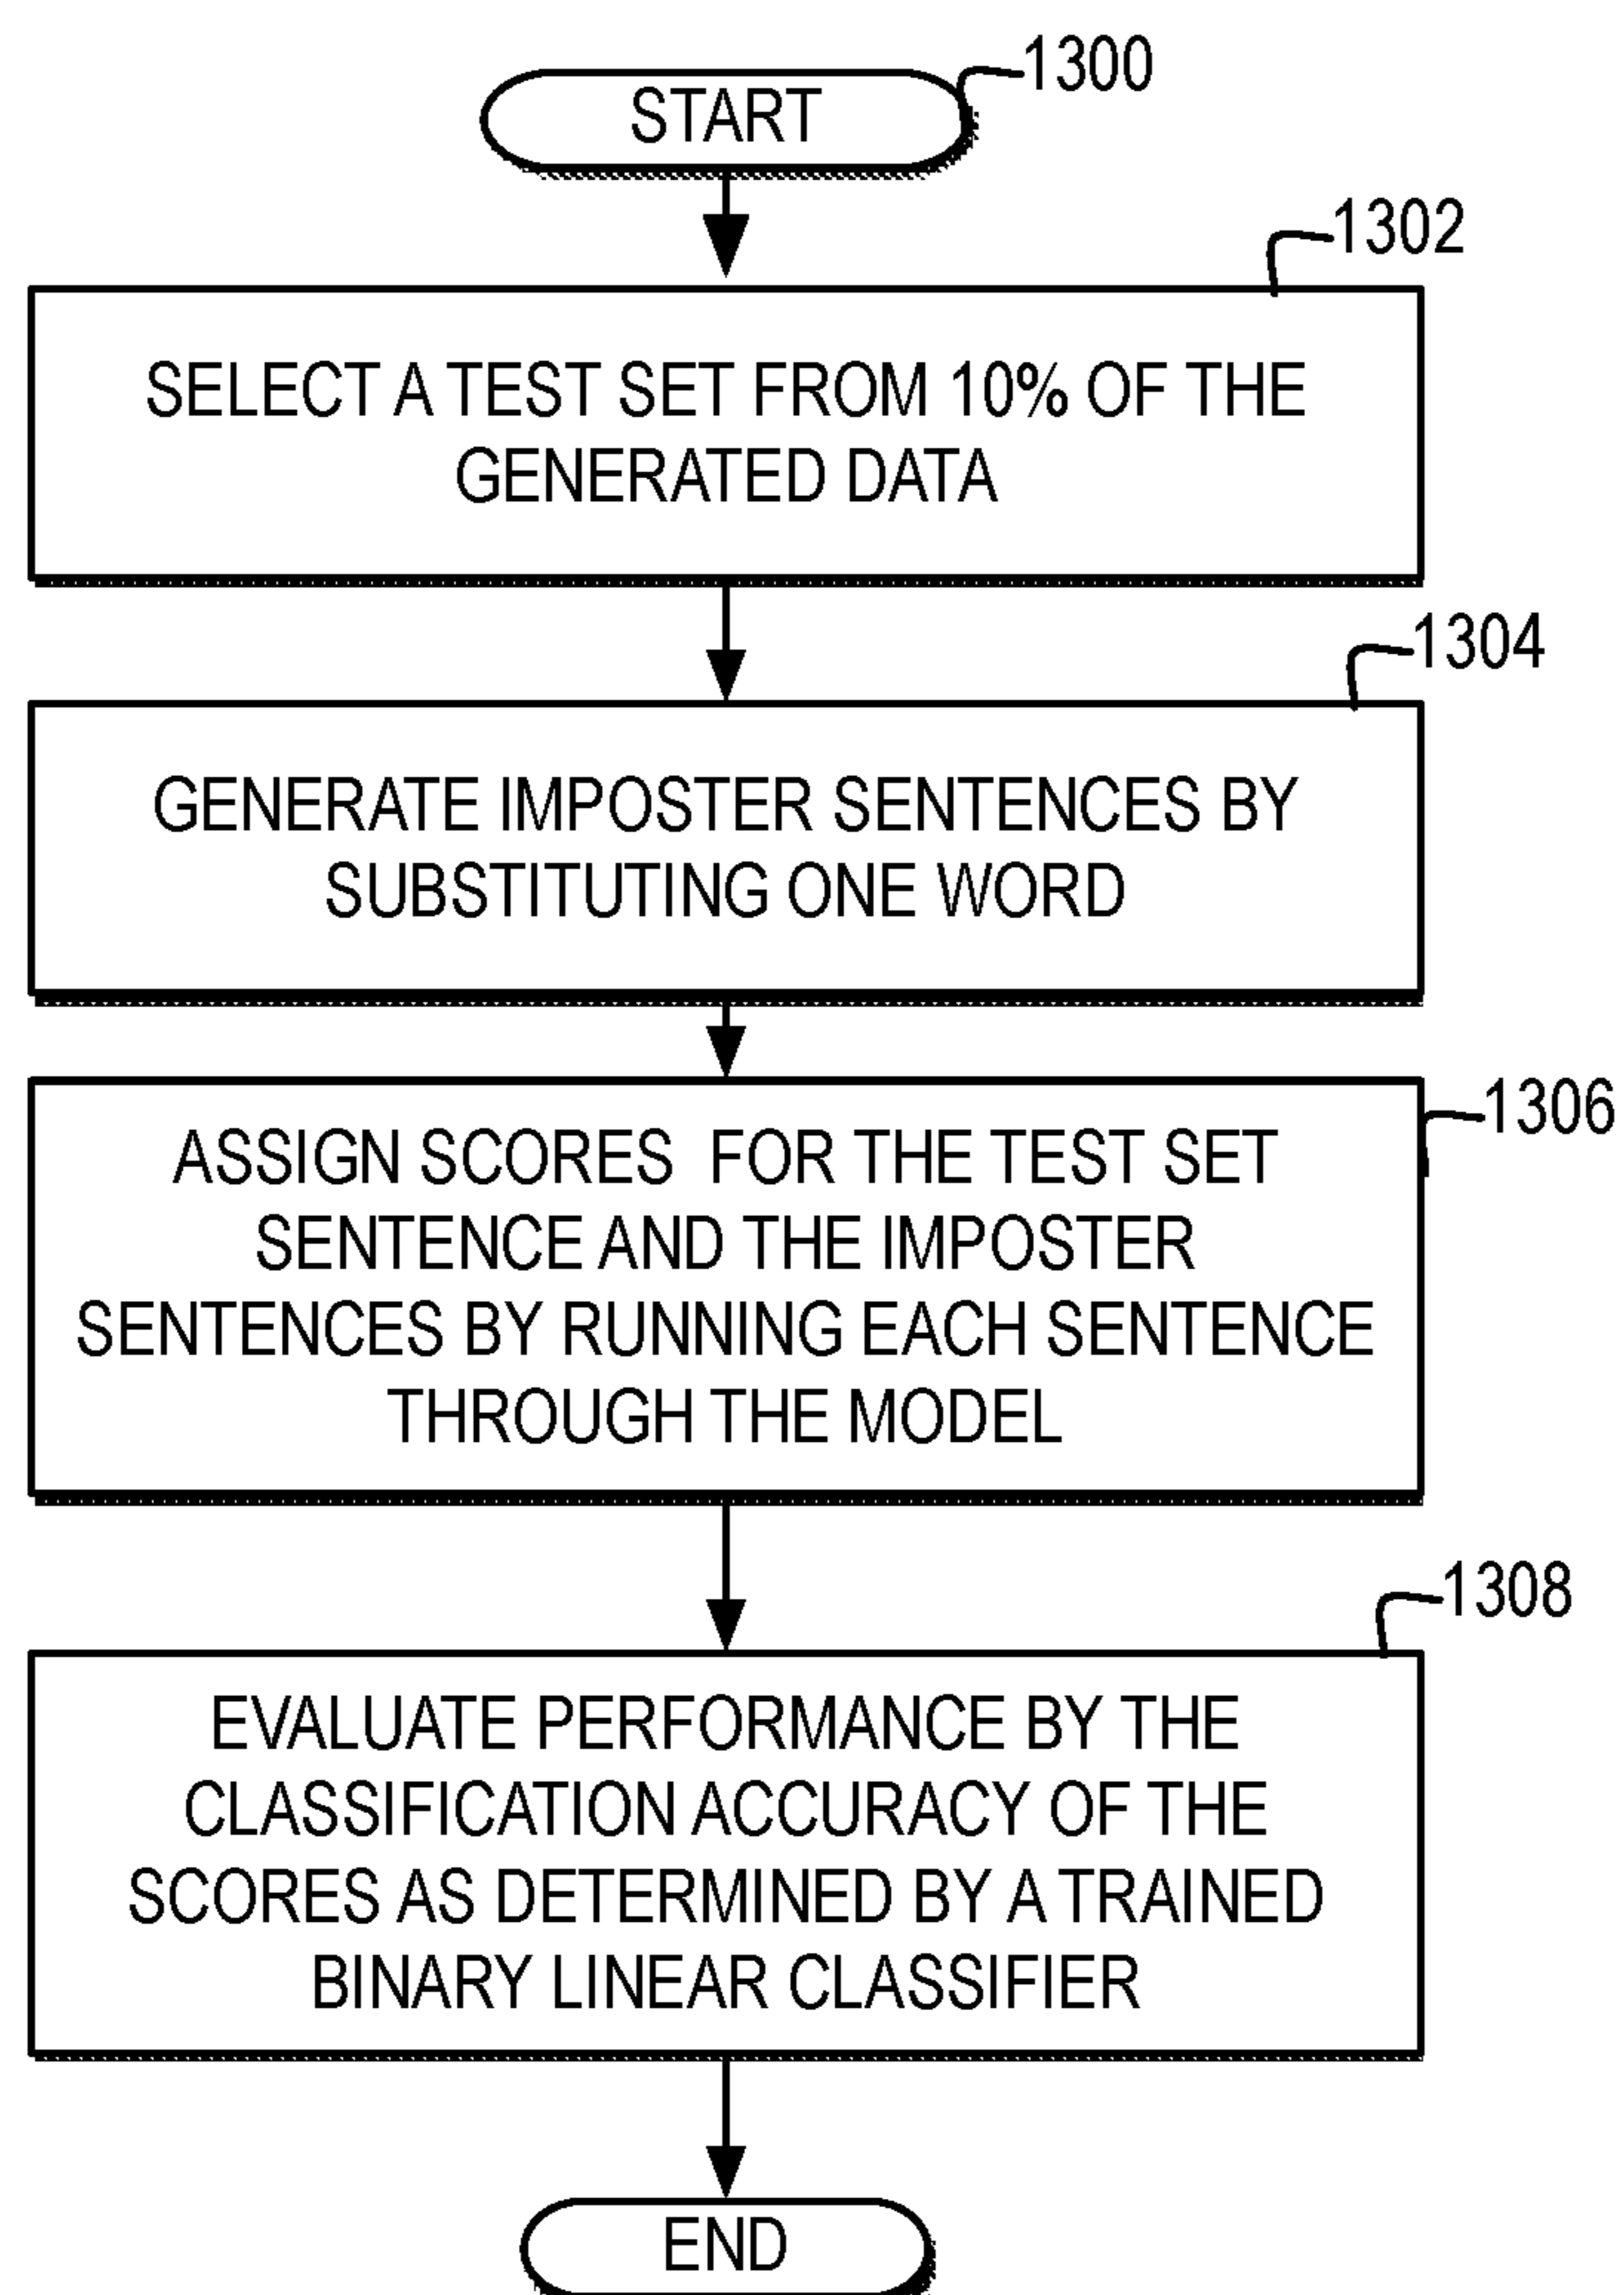 START
1300
1302
SELECT A TEST SET FROM 10% OF THE
GENERATED DATA
1304
GENERATE IMPOSTER SENTENCES BY
SUBSTITUTING ONE WORD
1306
ASSIGN SCORES FOR THE TEST SET
SENTENCE AND THE IMPOSTER
SENTENCES BY RUNNING EACH SENTENCE
THROUGH THE MODEL
1308
EVALUATE PERFORMANCE BY THE
CLASSIFICATION ACCURACY OF THE
SCORES AS DETERMINED BY A TRAINED
BINARY LINEAR CLASSIFIER
END